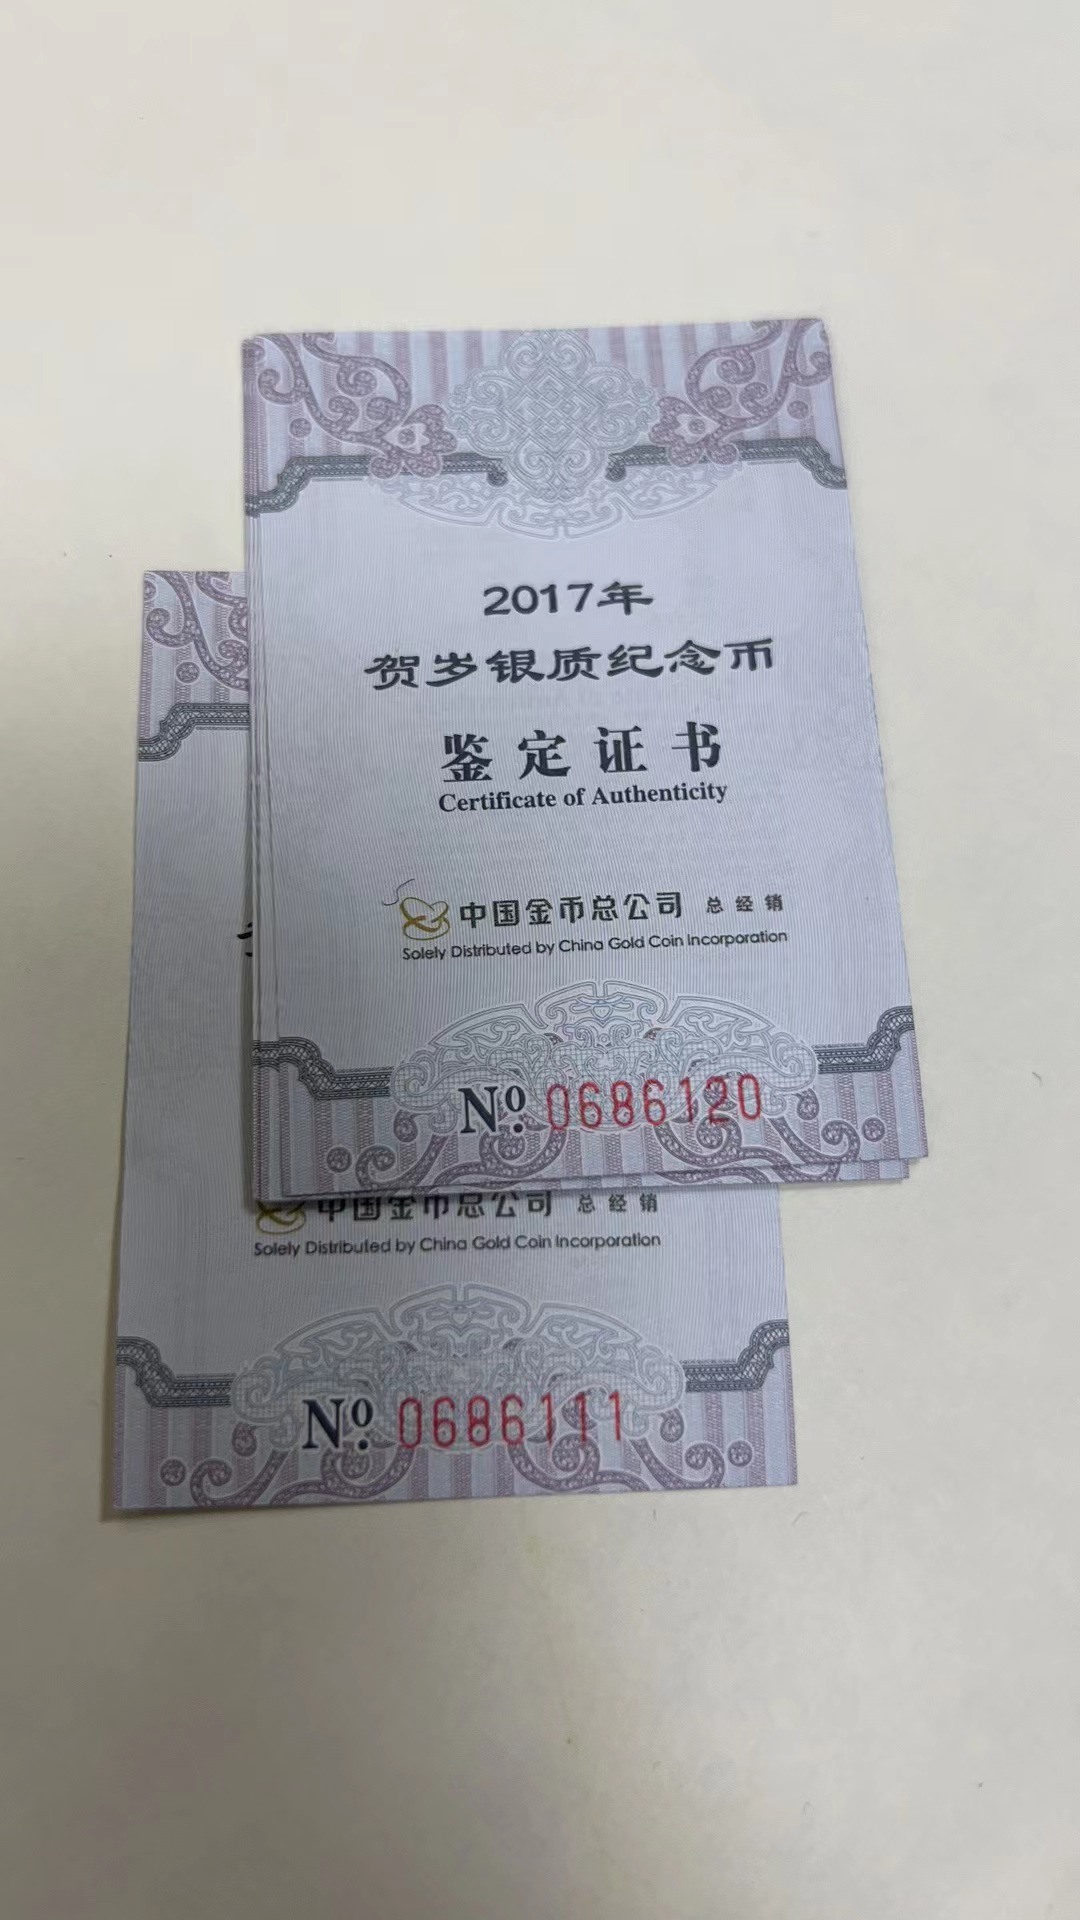 2017年
贺岁银质纪念币
鉴定证书
Certificate of Authenticity
中国金币总公司 总经销
Solely Distributed by China Gold Coin Incorporation
Nº. 0686120
中国金币总公司 总经销
Solely Distributed by China Gold Coin Incorporation
Nº. 0686111